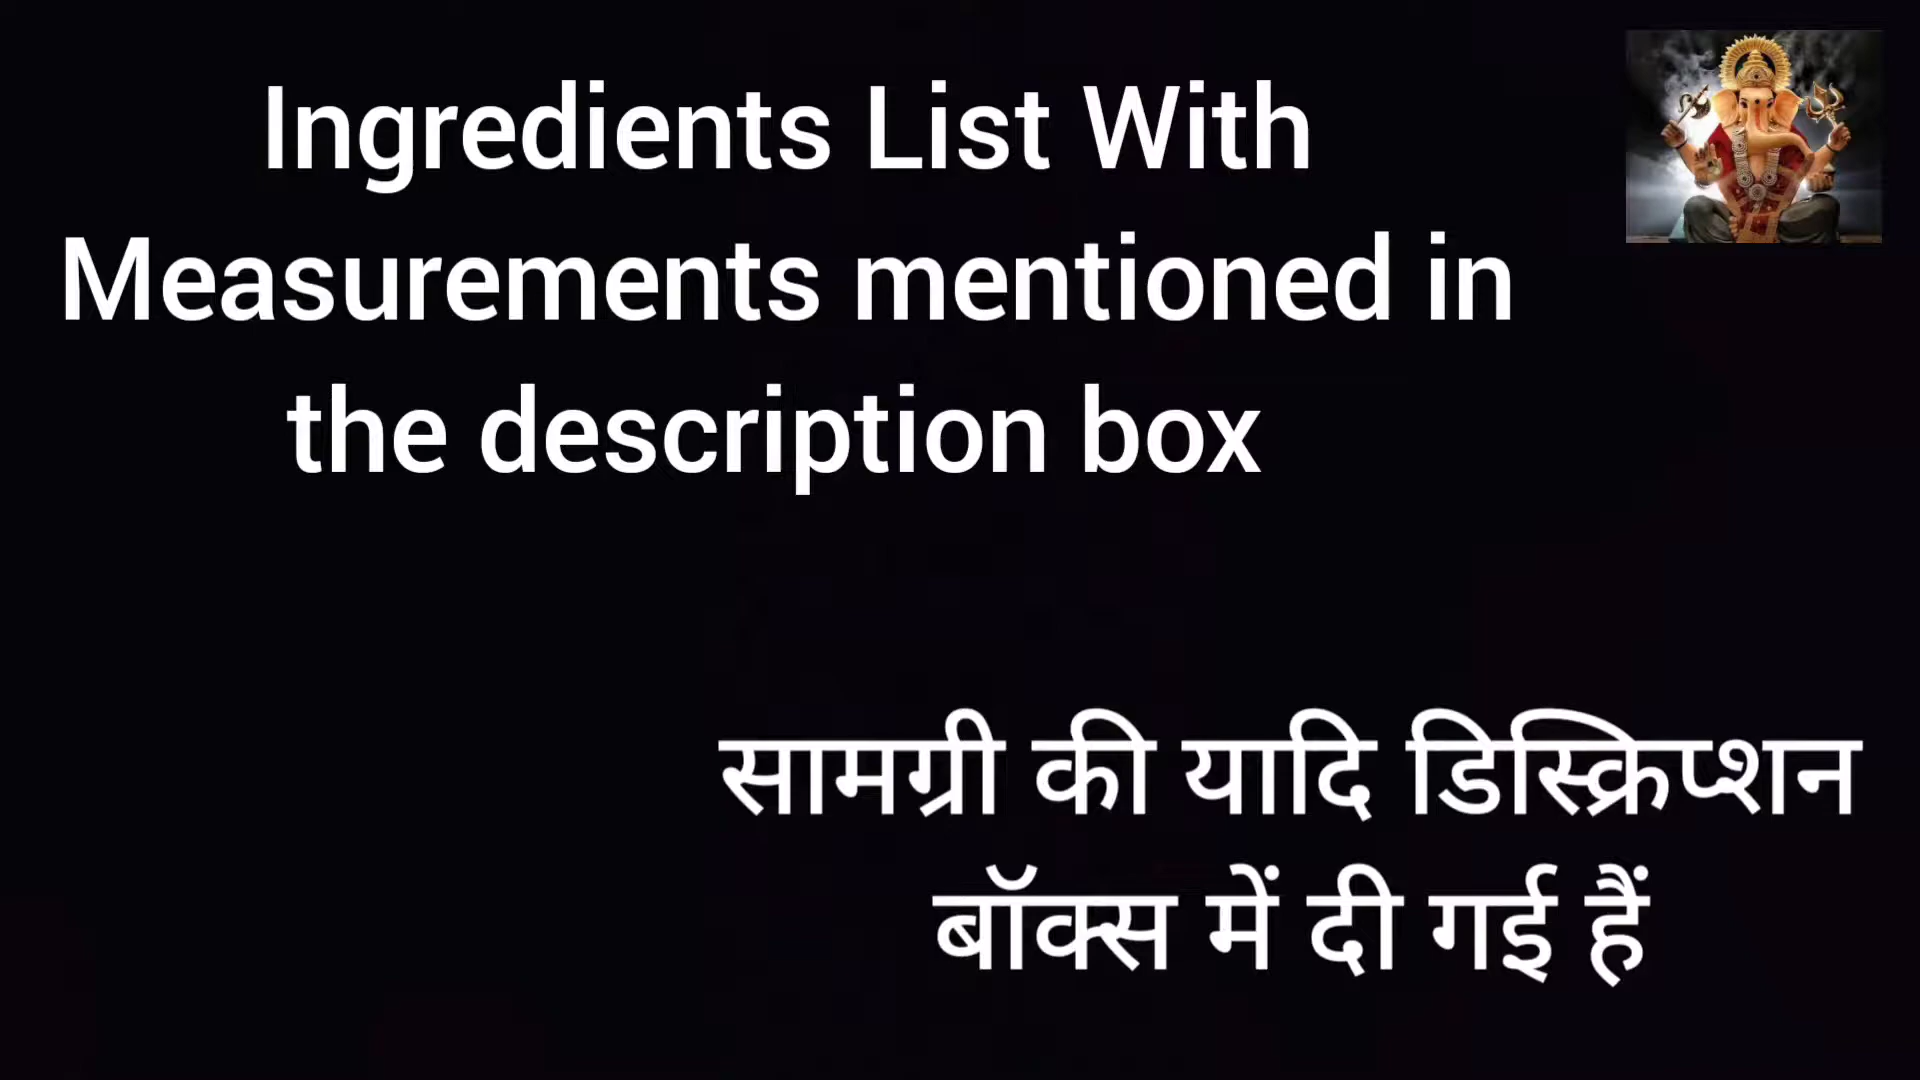 Ingredients List With
Measurements mentioned in
the description box
सामग्री की यादि डिस्क्रिप्शन
बॉक्स में दी गई हैं